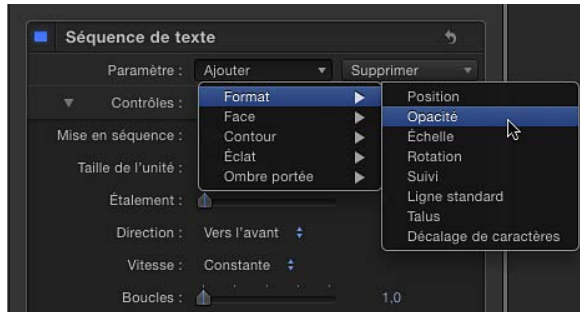 Séquence de texte
Paramètre : Ajouter Supprimer
Contrôles : Format Position
Face Opacité
Mise en séquence : Contour Échelle
Éclat Rotation
Taille de l'unité : Ombre portée Suivi
Ligne standard
Étalement : Talus
Direction : Vers l'avant Décalage de caractères
Vitesse : Constante
Boucles : 1,0